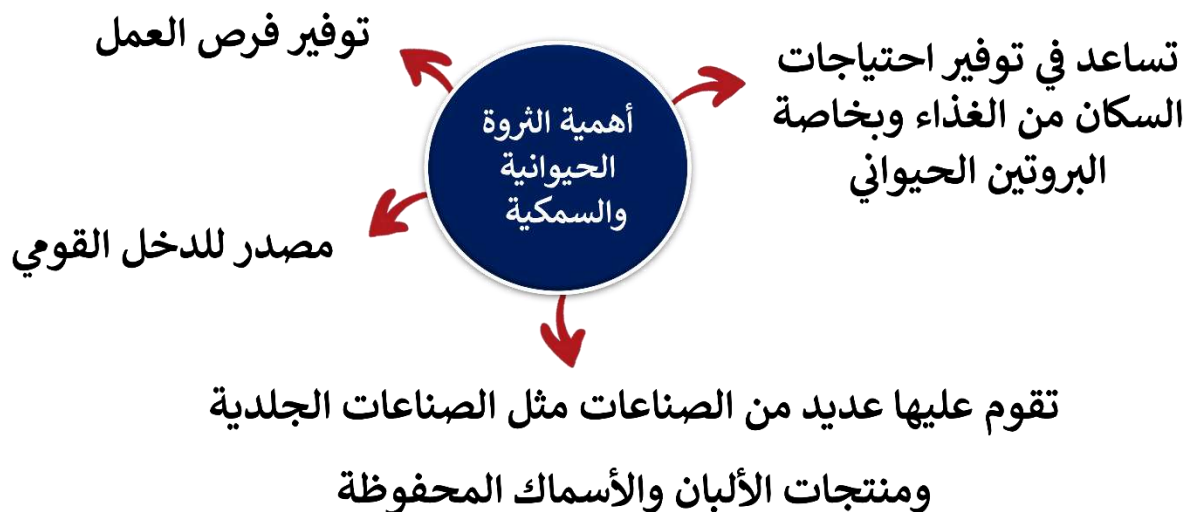 أهمية الثروة
الحيوانية
والسمكية
تساعد في توفير احتياجات
السكان من الغذاء وبخاصة
البروتين الحيواني
توفير فرص العمل
مصدر للدخل القومي
تقوم عليها عديد من الصناعات مثل الصناعات الجلدية
ومنتجات الألبان والأسماك المحفوظة